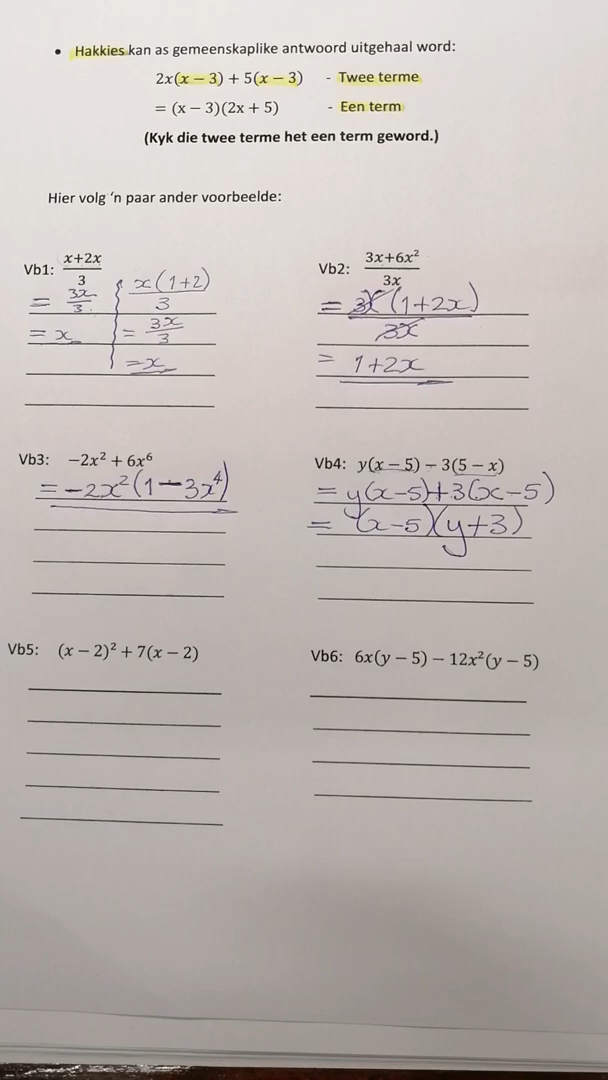 • Hakkies kan as gemeenskaplike antwoord uitgehaal word:
2x(x – 3) + 5(x – 3) - Twee terme
= (x – 3)(2x + 5) - Een term
(Kyk die twee terme het een term geword.)
Hier volg ‘n paar ander voorbeelde:
Vb1: (x+2x)/3
= 3x/3
= x
x(1+2)/3
= 3x/3
= x
Vb2: (3x+6x²)/3x
= 3x(1+2x)/3x
= 1+2x
Vb3: −2x² + 6x⁶
= −2x²(1−3x⁴)
Vb4: y(x – 5) – 3(5 – x)
= y(x−5)+3(x−5)
= (x−5)(y+3)
Vb5: (x – 2)² + 7(x – 2)
Vb6: 6x(y – 5) – 12x²(y – 5)